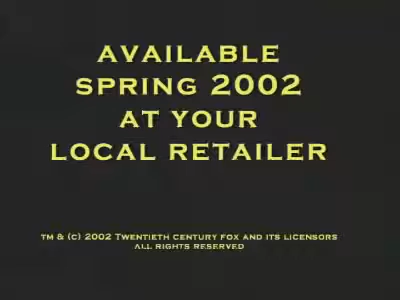 AVAILABLE
SPRING 2002
AT YOUR
LOCAL RETAILER
TM & (C) 2002 TWENTIETH CENTURY FOX AND ITS LICENSORS
ALL RIGHTS RESERVED